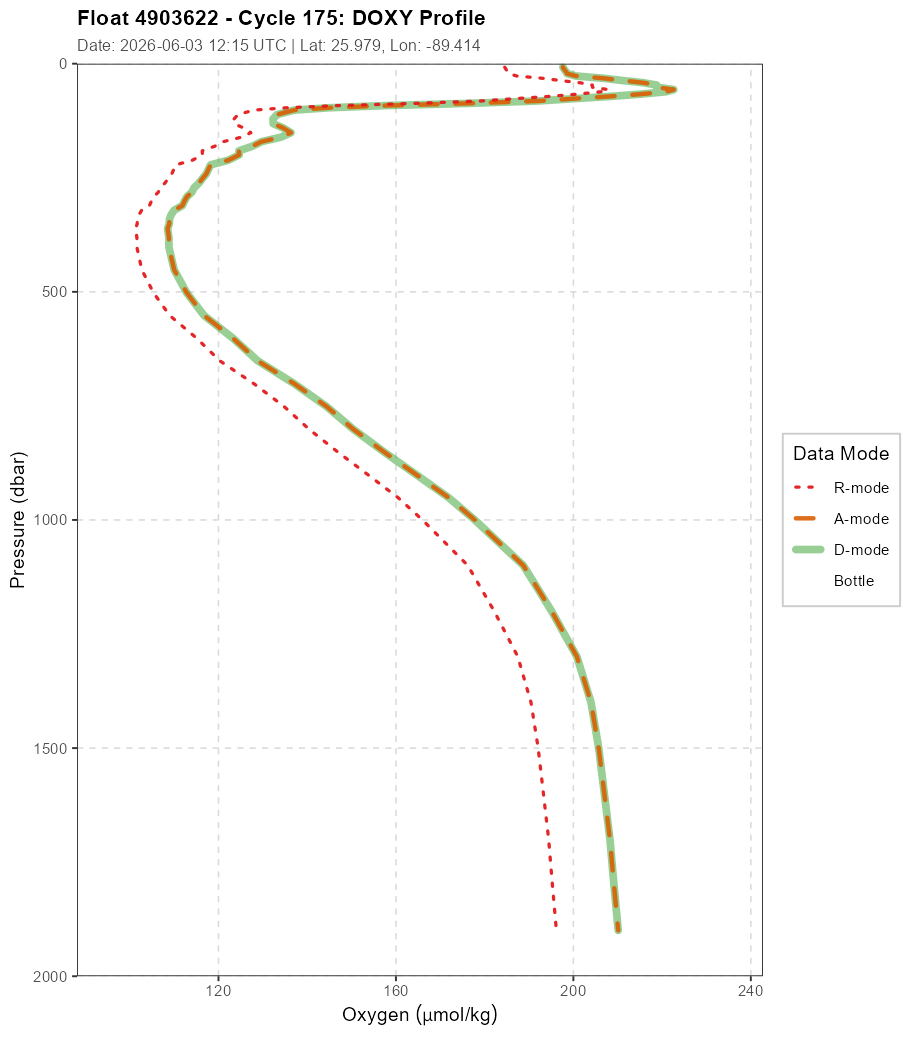 Float 4903622 - Cycle 175: DOXY Profile
Date: 2026-06-03 12:15 UTC | Lat: 25.979, Lon: -89.414
0
500
1000
1500
2000
Pressure (dbar)
120 160 200 240
Oxygen (μmol/kg)
Data Mode
R-mode
A-mode
D-mode
Bottle